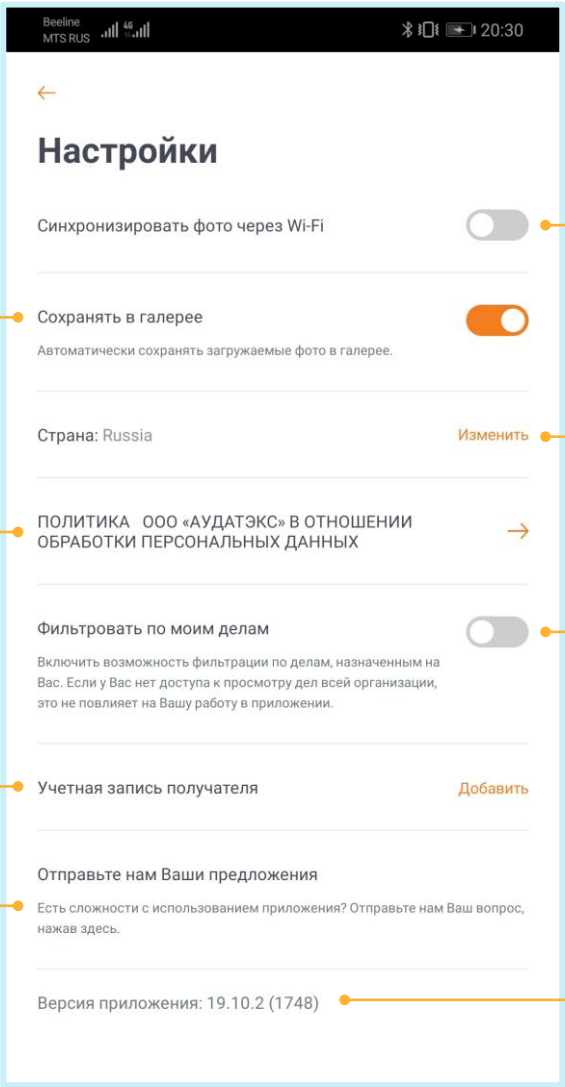 Beeline
MTS RUS
46
20:30
Настройки
Синхронизировать фото через Wi-Fi
Сохранять в галерее
Автоматически сохранять загружаемые фото в галерее.
Страна: Russia
Изменить
ПОЛИТИКА ООО «АУДАТЭКС» В ОТНОШЕНИИ
ОБРАБОТКИ ПЕРСОНАЛЬНЫХ ДАННЫХ
Фильтровать по моим делам
Включить возможность фильтрации по делам, назначенным на
Вас. Если у Вас нет доступа к просмотру дел всей организации,
это не повлияет на Вашу работу в приложении.
Учетная запись получателя
Добавить
Отправьте нам Ваши предложения
Есть сложности с использованием приложения? Отправьте нам Ваш вопрос,
нажав здесь.
Версия приложения: 19.10.2 (1748)